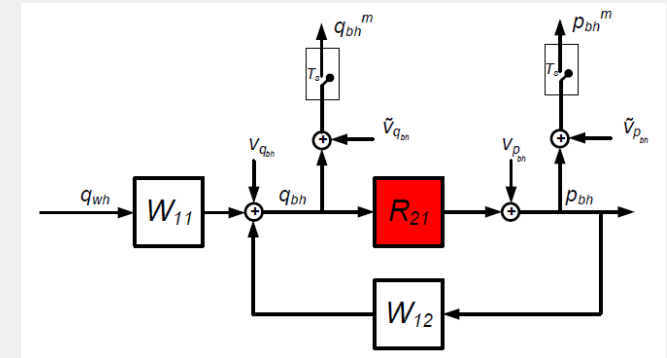 q_bh^m
p_bh^m
T_s
T_s
ṽ_q_bh
ṽ_p_bh
v_q_bh
v_p_bh
q_wh
W_11
q_bh
R_21
p_bh
W_12